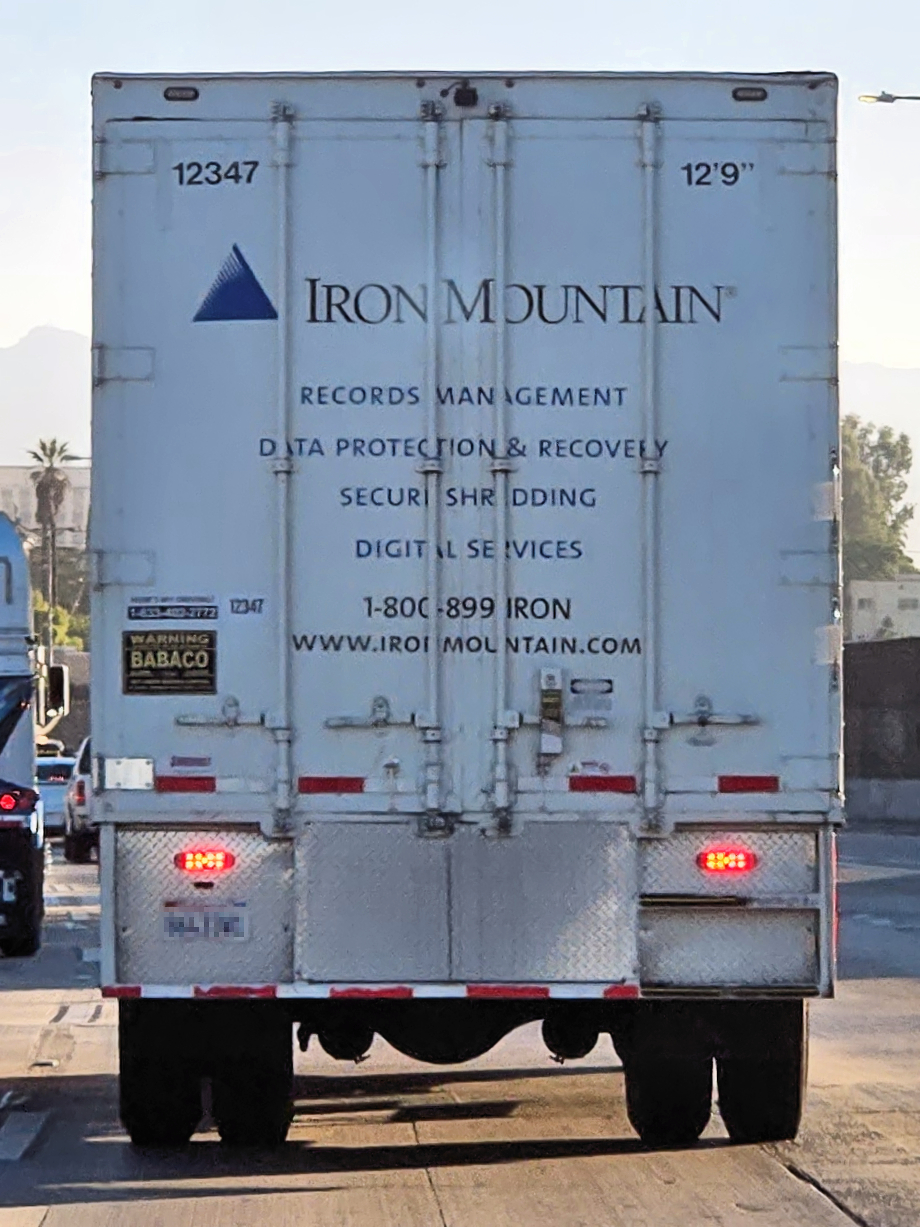 12347
12'9"
IRON MOUNTAIN®
RECORDS MANAGEMENT
DATA PROTECTION & RECOVERY
SECURE SHREDDING
DIGITAL SERVICES
1-800-899-IRON
WWW.IRONMOUNTAIN.COM
12347
WARNING
BABACO